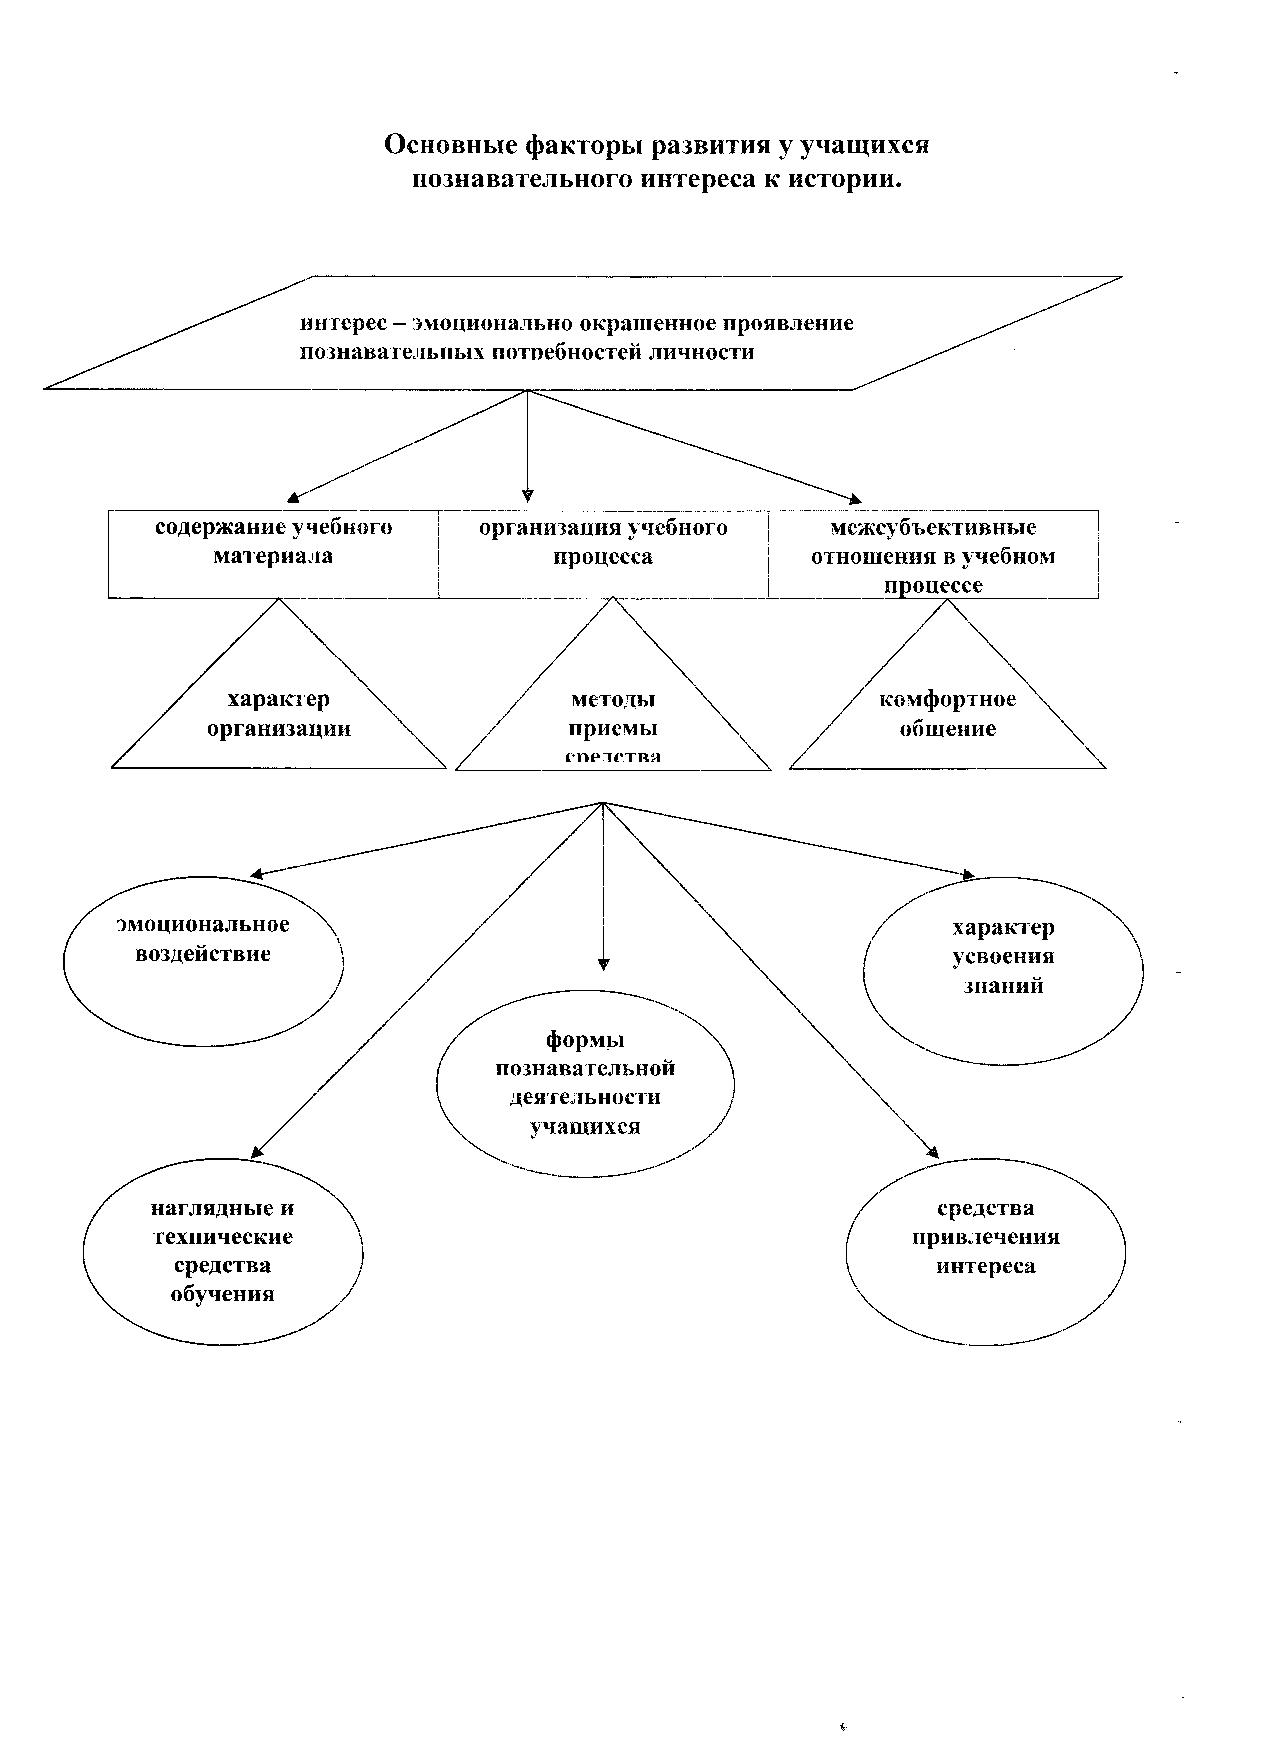 Основные факторы развития у учащихся
познавательного интереса к истории.
интерес – эмоционально окрашенное проявление
познавательных потребностей личности
содержание учебного
материала
организация учебного
процесса
межсубъективные
отношения в учебном
процессе
характер
организации
методы
приемы
средства
комфортное
общение
эмоциональное
воздействие
характер
усвоения
знаний
формы
познавательной
деятельности
учащихся
наглядные и
технические
средства
обучения
средства
привлечения
интереса